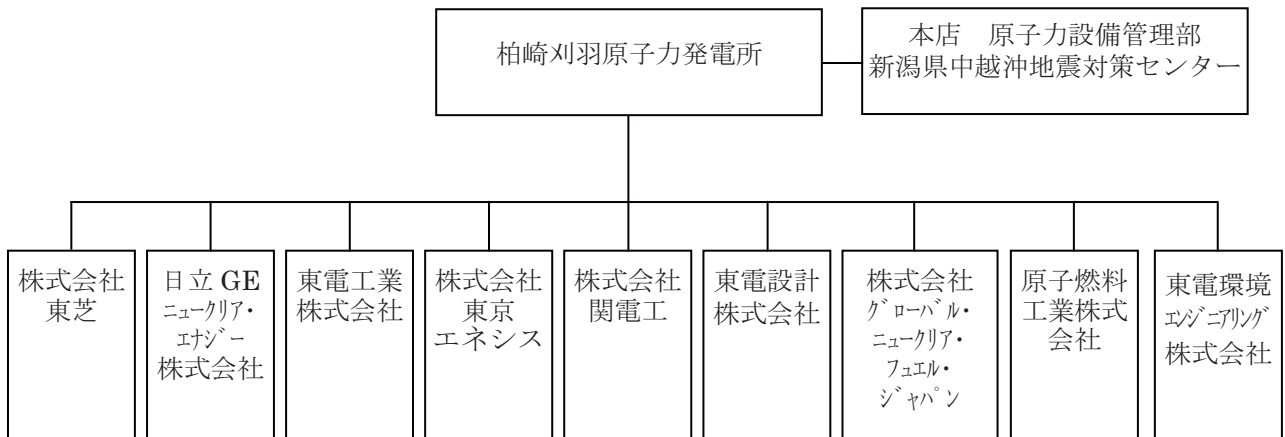 柏崎刈羽原子力発電所
本店　原子力設備管理部
新潟県中越沖地震対策センター
株式会社
東芝
日立 GE
ニュークリア・
エナジー
株式会社
東電工業
株式会社
株式会社
東京
エネシス
株式会社
関電工
東電設計
株式会社
株式会社
グローバル・
ニュークリア・
フュエル・
ジャパン
原子燃料
工業株式
会社
東電環境
エンジニアリング
株式会社